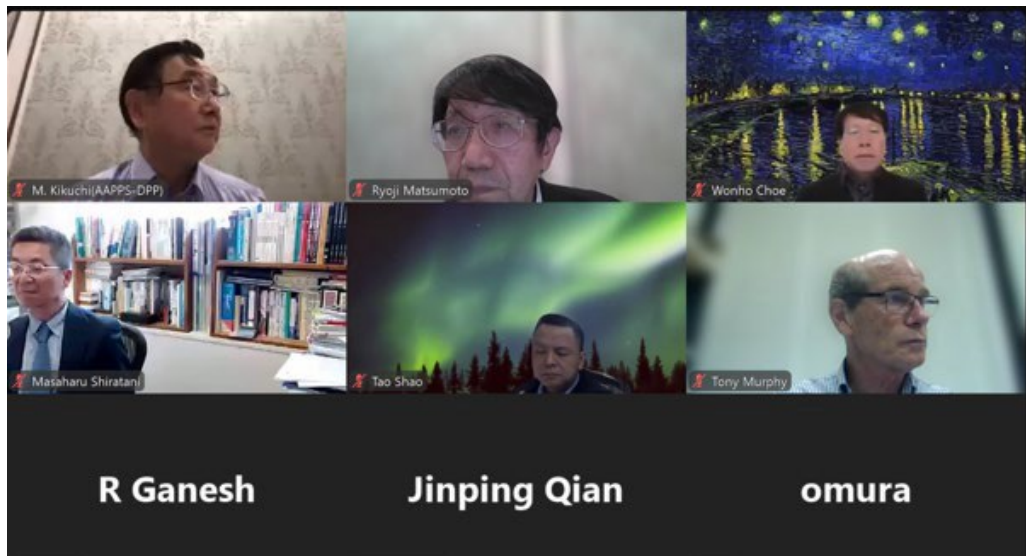 M. Kikuchi(AAPPS-DPP)
Ryoji Matsumoto
Wonho Choe
Masaharu Shiratani
Tao Shao
Tony Murphy
R Ganesh
Jinping Qian
omura